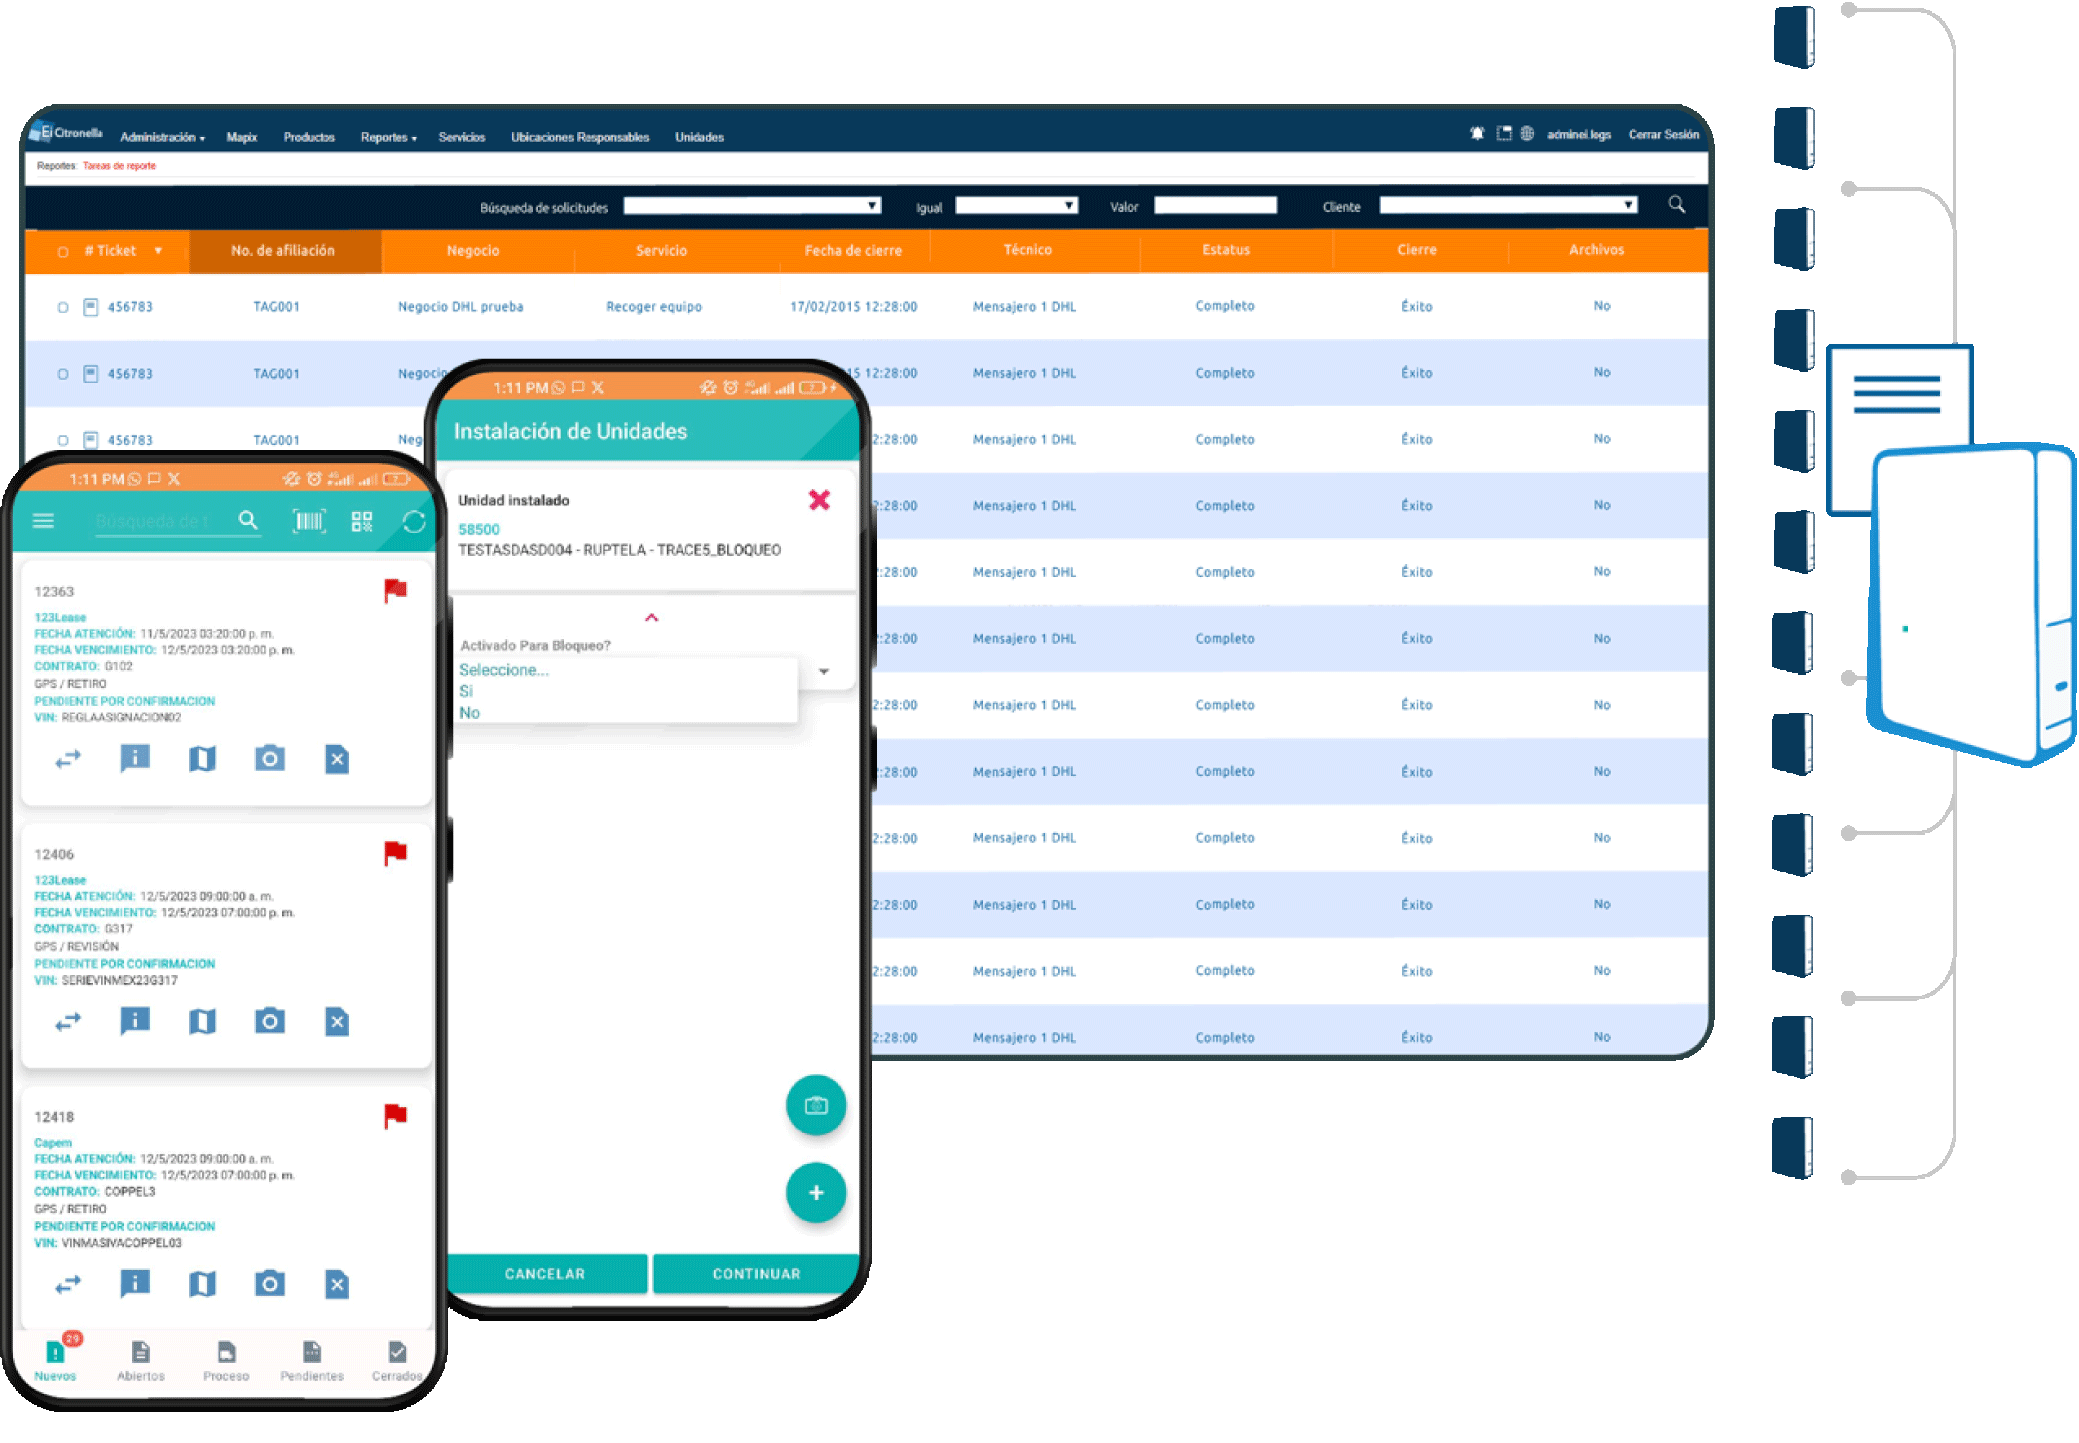 Ei Citronella Administración Mapix Productos Reportes Servicios Ubicaciones Responsables Unidades adminei.legs Cerrar Sesión
Reportes: Tareas de reporte
Búsqueda de solicitudes Igual Valor Cliente
# Ticket No. de afiliación Negocio Servicio Fecha de cierre Técnico Estatus Cierre Archivos
456783 TAG001 Negocio DHL prueba Recoger equipo 17/02/2015 12:28:00 Mensajero 1 DHL Completo Éxito No
456783 TAG001 Negocio 15 12:28:00 Mensajero 1 DHL Completo Éxito No
456783 TAG001 Neg 2:28:00 Mensajero 1 DHL Completo Éxito No
2:28:00 Mensajero 1 DHL Completo Éxito No
2:28:00 Mensajero 1 DHL Completo Éxito No
2:28:00 Mensajero 1 DHL Completo Éxito No
2:28:00 Mensajero 1 DHL Completo Éxito No
2:28:00 Mensajero 1 DHL Completo Éxito No
2:28:00 Mensajero 1 DHL Completo Éxito No
2:28:00 Mensajero 1 DHL Completo Éxito No
2:28:00 Mensajero 1 DHL Completo Éxito No
2:28:00 Mensajero 1 DHL Completo Éxito No
1:11 PM
Instalación de Unidades
Unidad instalado
58500
TESTASDASD004 - RUPTELA - TRACE5_BLOQUEO
Activado Para Bloqueo?
Seleccione...
Si
No
CANCELAR CONTINUAR
1:11 PM
Búsqueda de t
12363
123Lease
FECHA ATENCIÓN: 11/5/2023 03:20:00 p. m.
FECHA VENCIMIENTO: 12/5/2023 03:20:00 p. m.
CONTRATO: G102
GPS / RETIRO
PENDIENTE POR CONFIRMACION
VIN: REGLAASIGNACION02
12406
123Lease
FECHA ATENCIÓN: 12/5/2023 09:00:00 a. m.
FECHA VENCIMIENTO: 12/5/2023 07:00:00 p. m.
CONTRATO: G317
GPS / REVISIÓN
PENDIENTE POR CONFIRMACION
VIN: SERIEVINMEX23G317
12418
Capem
FECHA ATENCIÓN: 12/5/2023 09:00:00 a. m.
FECHA VENCIMIENTO: 12/5/2023 07:00:00 p. m.
CONTRATO: COPPEL3
GPS / RETIRO
PENDIENTE POR CONFIRMACION
VIN: VINMASIVACOPPEL03
29
Nuevos Abiertos Proceso Pendientes Cerrados